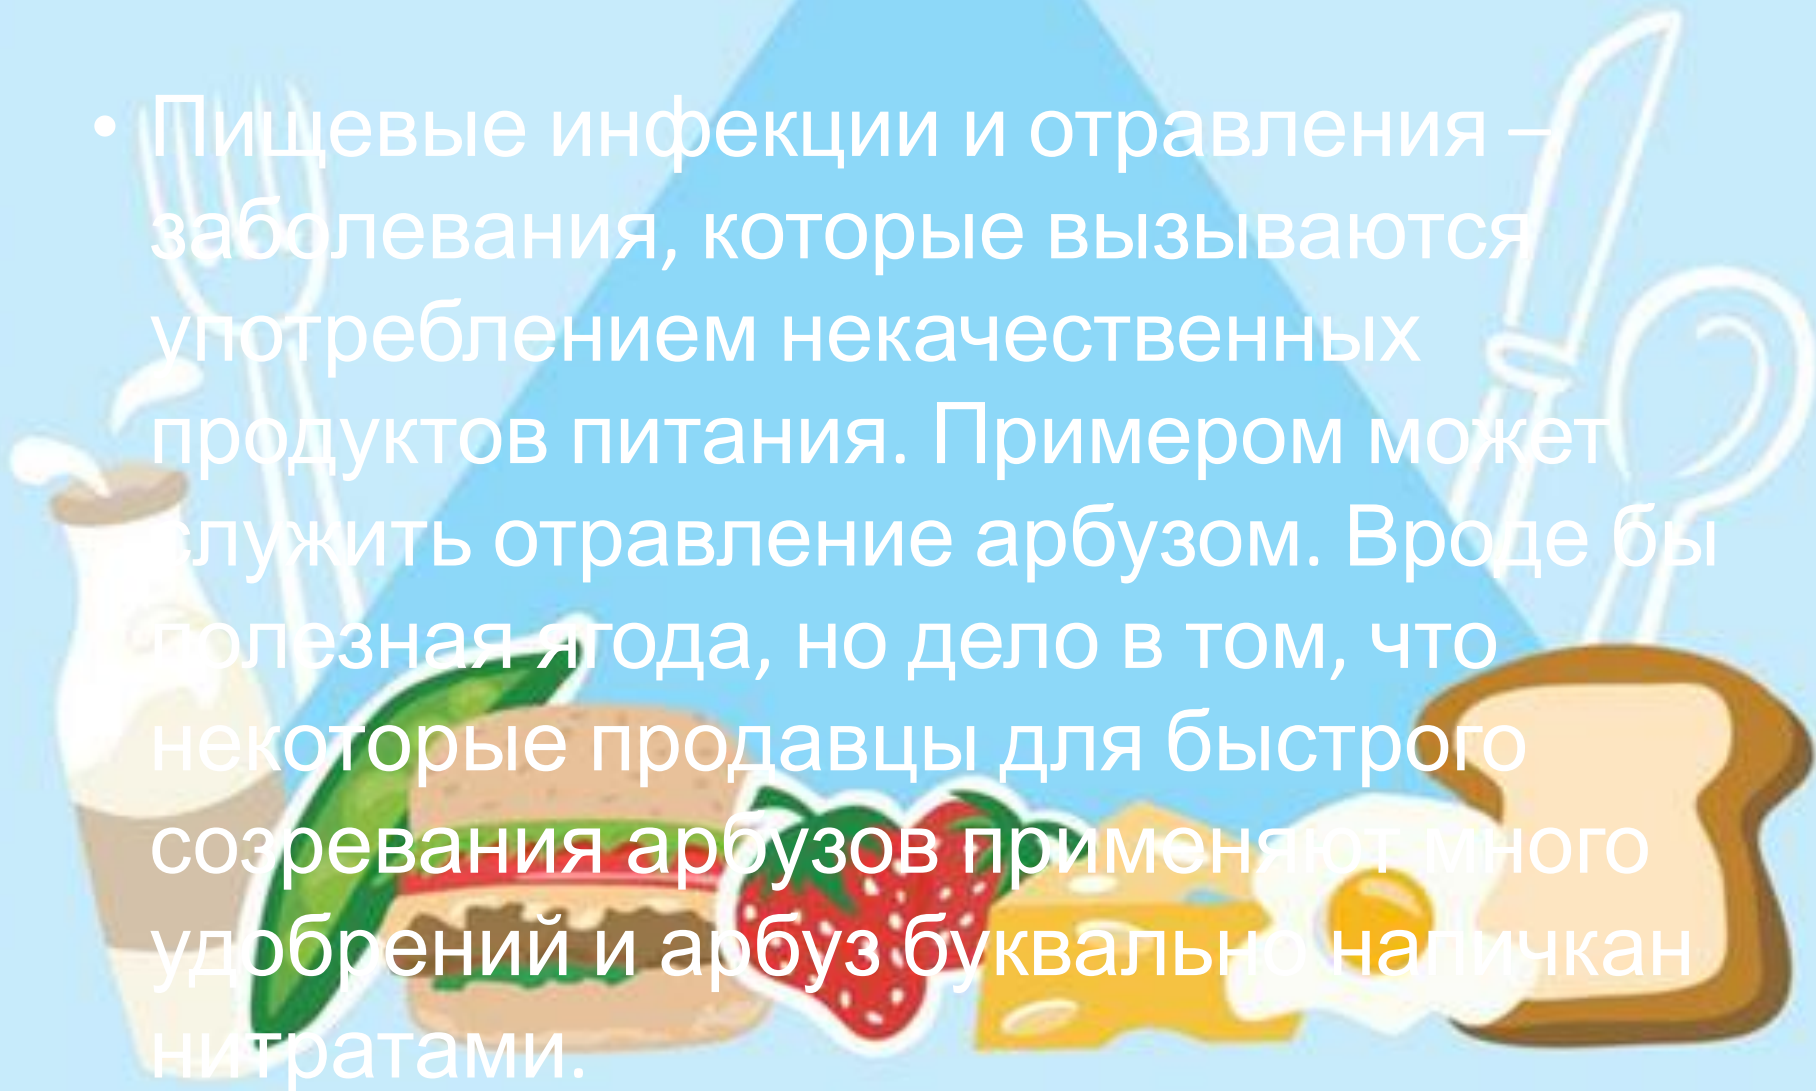 • Пищевые инфекции и отравления –
заболевания, которые вызываются
употреблением некачественных
продуктов питания. Примером может
служить отравление арбузом. Вроде бы
полезная ягода, но дело в том, что
некоторые продавцы для быстрого
созревания арбузов применяют много
удобрений и арбуз буквально напичкан
нитратами.